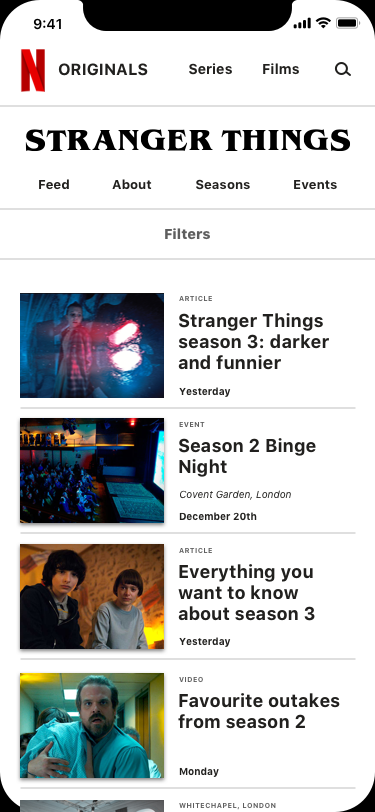 9:41
N ORIGINALS Series Films
STRANGER THINGS
Feed About Seasons Events
Filters
ARTICLE
Stranger Things
season 3: darker
and funnier
Yesterday
EVENT
Season 2 Binge
Night
Covent Garden, London
December 20th
ARTICLE
Everything you
want to know
about season 3
Yesterday
VIDEO
Favourite outakes
from season 2
Monday
WHITECHAPEL, LONDON